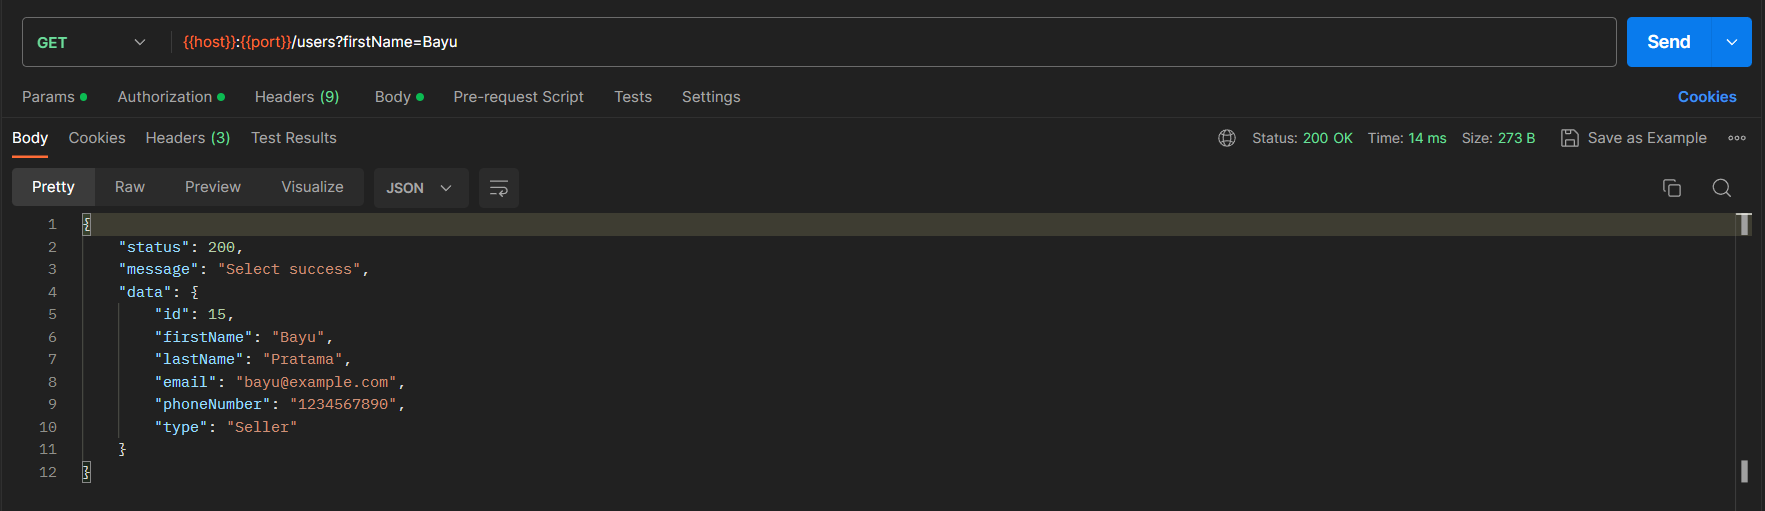 GET {{host}}:{{port}}/users?firstName=Bayu Send
Params Authorization Headers (9) Body Pre-request Script Tests Settings Cookies
Body Cookies Headers (3) Test Results Status: 200 OK Time: 14 ms Size: 273 B Save as Example
Pretty Raw Preview Visualize JSON
1 {
2 "status": 200,
3 "message": "Select success",
4 "data": {
5 "id": 15,
6 "firstName": "Bayu",
7 "lastName": "Pratama",
8 "email": "bayu@example.com",
9 "phoneNumber": "1234567890",
10 "type": "Seller"
11 }
12 }